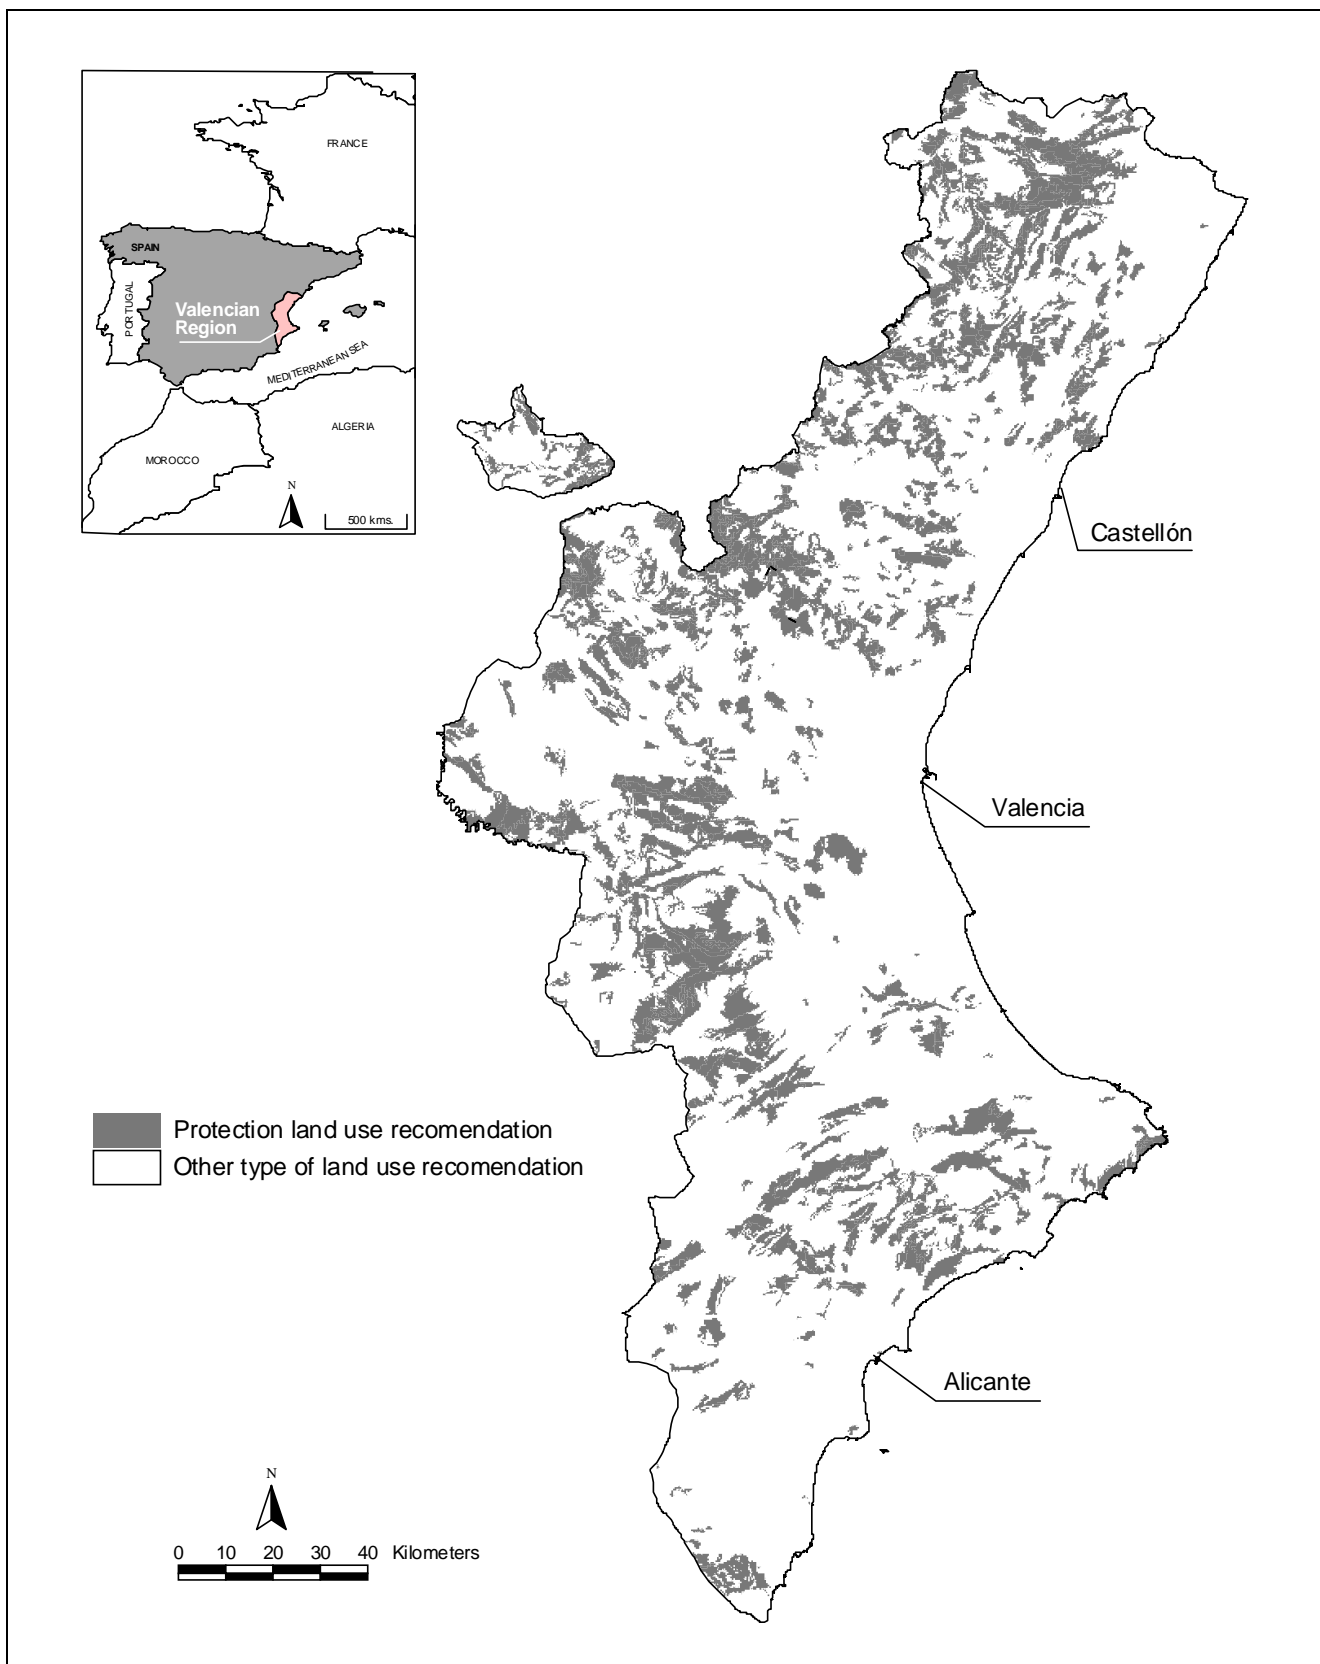 FRANCE
SPAIN
PORTUGAL
Valencian
Region
MEDITERRANEAN SEA
ALGERIA
MOROCCO
N
500 kms.
Castellón
Valencia
Protection land use recomendation
Other type of land use recomendation
Alicante
N
0 10 20 30 40 Kilometers